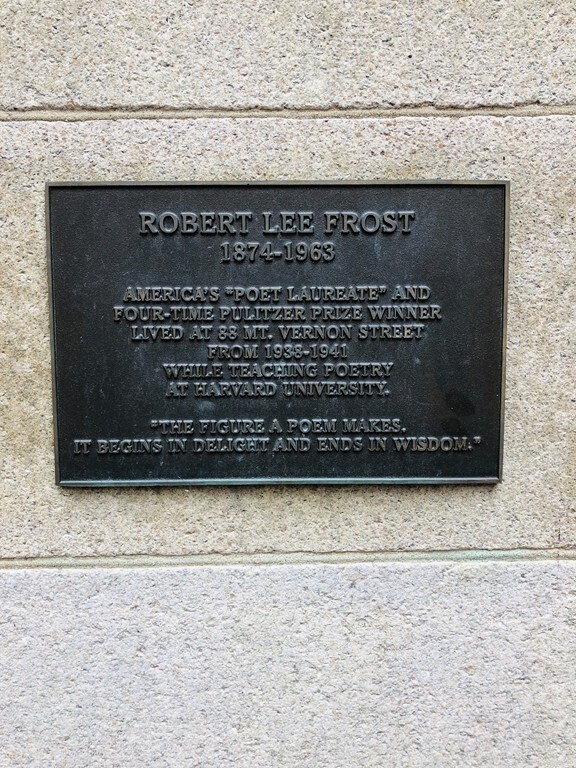 ROBERT LEE FROST
1874-1963
AMERICA'S "POET LAUREATE" AND
FOUR-TIME PULITZER PRIZE WINNER
LIVED AT 88 MT. VERNON STREET
FROM 1938-1941
WHILE TEACHING POETRY
AT HARVARD UNIVERSITY.
"THE FIGURE A POEM MAKES.
IT BEGINS IN DELIGHT AND ENDS IN WISDOM."